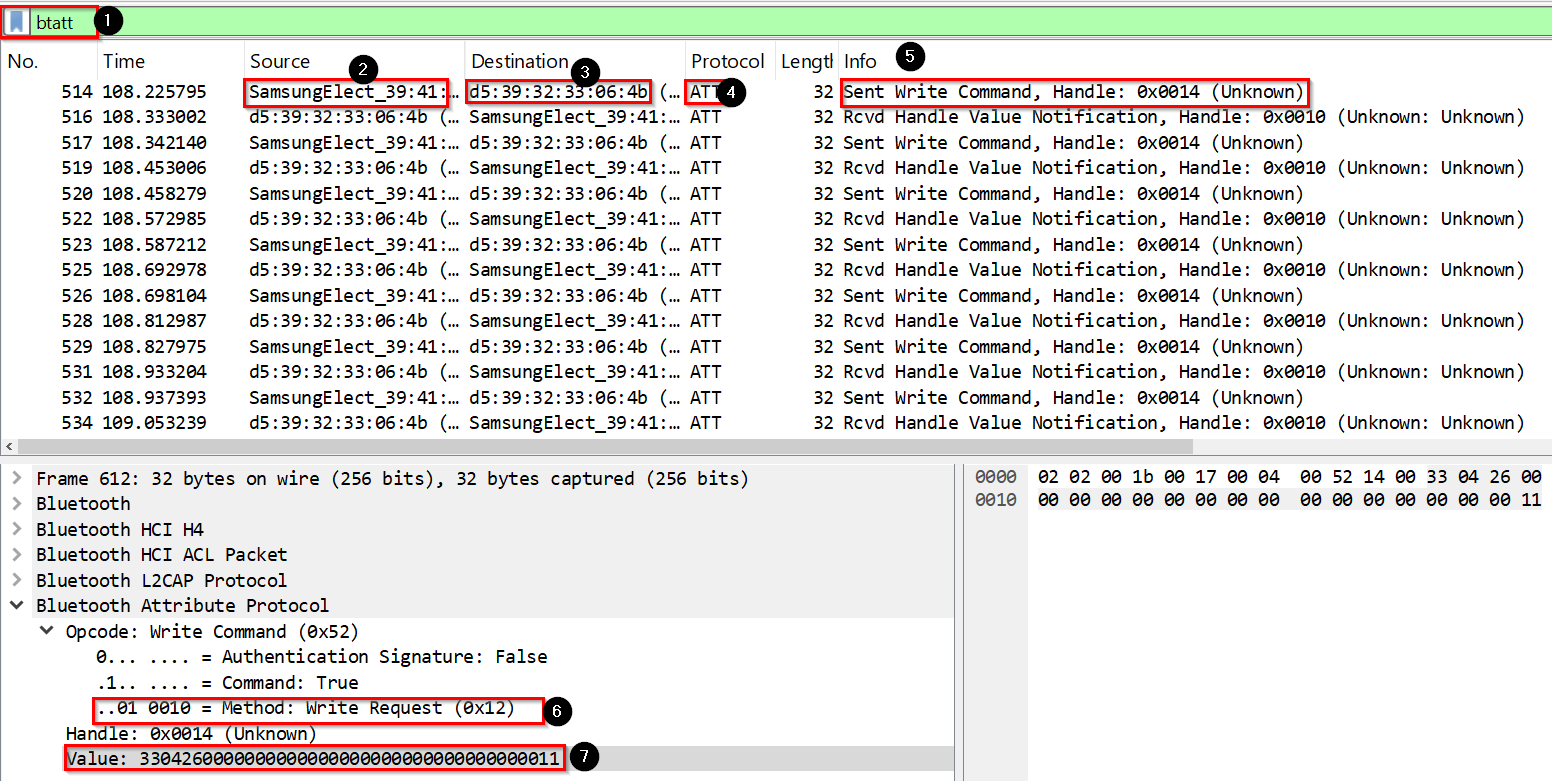 btatt 1
No. Time Source Destination Protocol Lengtl Info
2 3 5
514 108.225795 SamsungElect_39:41:… d5:39:32:33:06:4b (… ATT 4 32 Sent Write Command, Handle: 0x0014 (Unknown)
516 108.333002 d5:39:32:33:06:4b (… SamsungElect_39:41:… ATT 32 Rcvd Handle Value Notification, Handle: 0x0010 (Unknown: Unknown)
517 108.342140 SamsungElect_39:41:… d5:39:32:33:06:4b (… ATT 32 Sent Write Command, Handle: 0x0014 (Unknown)
519 108.453006 d5:39:32:33:06:4b (… SamsungElect_39:41:… ATT 32 Rcvd Handle Value Notification, Handle: 0x0010 (Unknown: Unknown)
520 108.458279 SamsungElect_39:41:… d5:39:32:33:06:4b (… ATT 32 Sent Write Command, Handle: 0x0014 (Unknown)
522 108.572985 d5:39:32:33:06:4b (… SamsungElect_39:41:… ATT 32 Rcvd Handle Value Notification, Handle: 0x0010 (Unknown: Unknown)
523 108.587212 SamsungElect_39:41:… d5:39:32:33:06:4b (… ATT 32 Sent Write Command, Handle: 0x0014 (Unknown)
525 108.692978 d5:39:32:33:06:4b (… SamsungElect_39:41:… ATT 32 Rcvd Handle Value Notification, Handle: 0x0010 (Unknown: Unknown)
526 108.698104 SamsungElect_39:41:… d5:39:32:33:06:4b (… ATT 32 Sent Write Command, Handle: 0x0014 (Unknown)
528 108.812987 d5:39:32:33:06:4b (… SamsungElect_39:41:… ATT 32 Rcvd Handle Value Notification, Handle: 0x0010 (Unknown: Unknown)
529 108.827975 SamsungElect_39:41:… d5:39:32:33:06:4b (… ATT 32 Sent Write Command, Handle: 0x0014 (Unknown)
531 108.933204 d5:39:32:33:06:4b (… SamsungElect_39:41:… ATT 32 Rcvd Handle Value Notification, Handle: 0x0010 (Unknown: Unknown)
532 108.937393 SamsungElect_39:41:… d5:39:32:33:06:4b (… ATT 32 Sent Write Command, Handle: 0x0014 (Unknown)
534 109.053239 d5:39:32:33:06:4b (… SamsungElect_39:41:… ATT 32 Rcvd Handle Value Notification, Handle: 0x0010 (Unknown: Unknown)
Frame 612: 32 bytes on wire (256 bits), 32 bytes captured (256 bits)
Bluetooth
Bluetooth HCI H4
Bluetooth HCI ACL Packet
Bluetooth L2CAP Protocol
Bluetooth Attribute Protocol
Opcode: Write Command (0x52)
0... .... = Authentication Signature: False
.1.. .... = Command: True
..01 0010 = Method: Write Request (0x12) 6
Handle: 0x0014 (Unknown)
Value: 3304260000000000000000000000000000000011 7
0000 02 02 00 1b 00 17 00 04 00 52 14 00 33 04 26 00
0010 00 00 00 00 00 00 00 00 00 00 00 00 00 00 00 11